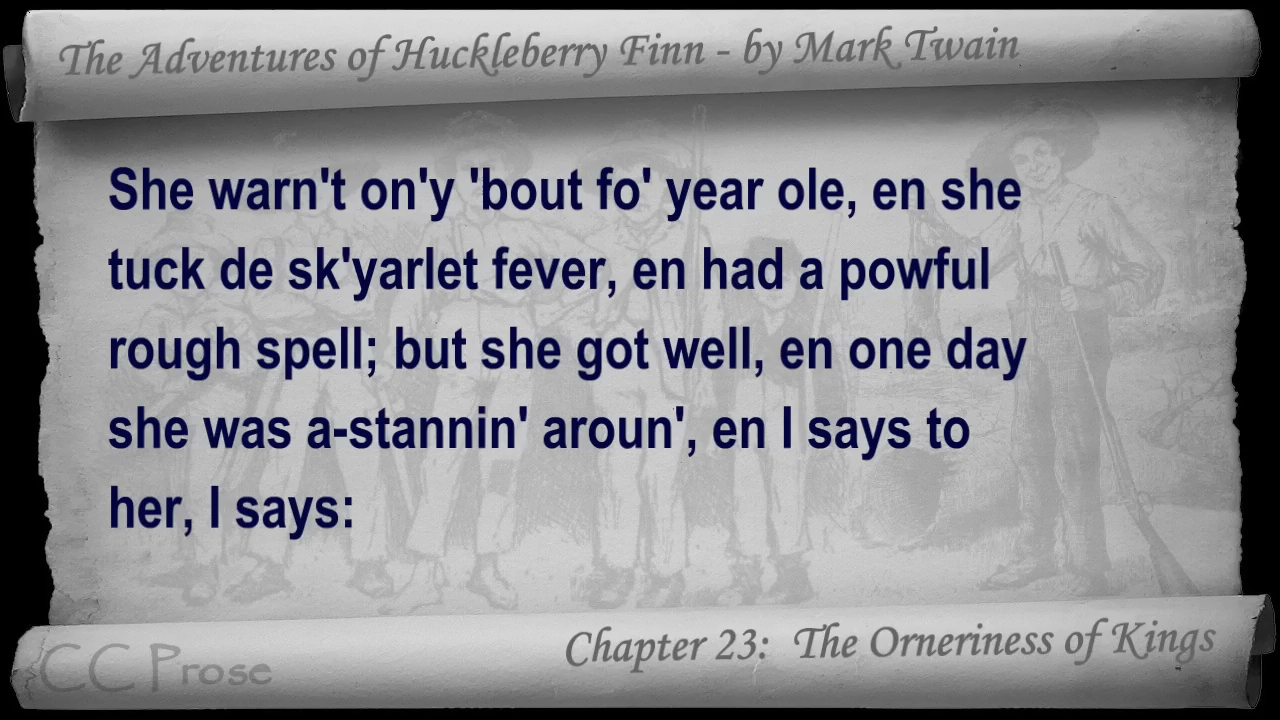 The Adventures of Huckleberry Finn - by Mark Twain
She warn't on'y 'bout fo' year ole, en she
tuck de sk'yarlet fever, en had a powful
rough spell; but she got well, en one day
she was a-stannin' aroun', en I says to
her, I says:
Chapter 23: The Orneriness of Kings
CC Prose